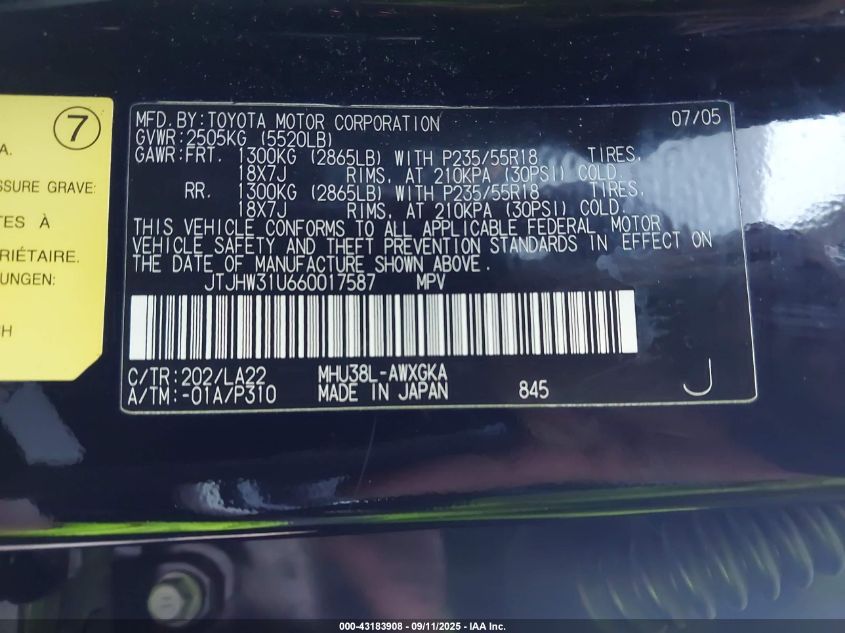 7
A.
SSURE GRAVE:
TES À
PRIÉTAIRE.
UNGEN:
CH
MFD.BY:TOYOTA MOTOR CORPORATION 07/05
GVWR:2505KG (5520LB)
GAWR:FRT. 1300KG (2865LB) WITH P235/55R18 TIRES,
18X7J RIMS, AT 210KPA (30PSI) COLD.
RR. 1300KG (2865LB) WITH P235/55R18 TIRES,
18X7J RIMS, AT 210KPA (30PSI) COLD.
THIS VEHICLE CONFORMS TO ALL APPLICABLE FEDERAL MOTOR
VEHICLE SAFETY AND THEFT PREVENTION STANDARDS IN EFFECT ON
THE DATE OF MANUFACTURE SHOWN ABOVE.
JTJHW31U660017587 MPV
C/TR:202/LA22 MHU38L-AWXGKA
A/TM:-01A/P310 MADE IN JAPAN 845 J
000-43183908 - 09/11/2025 - IAA Inc.